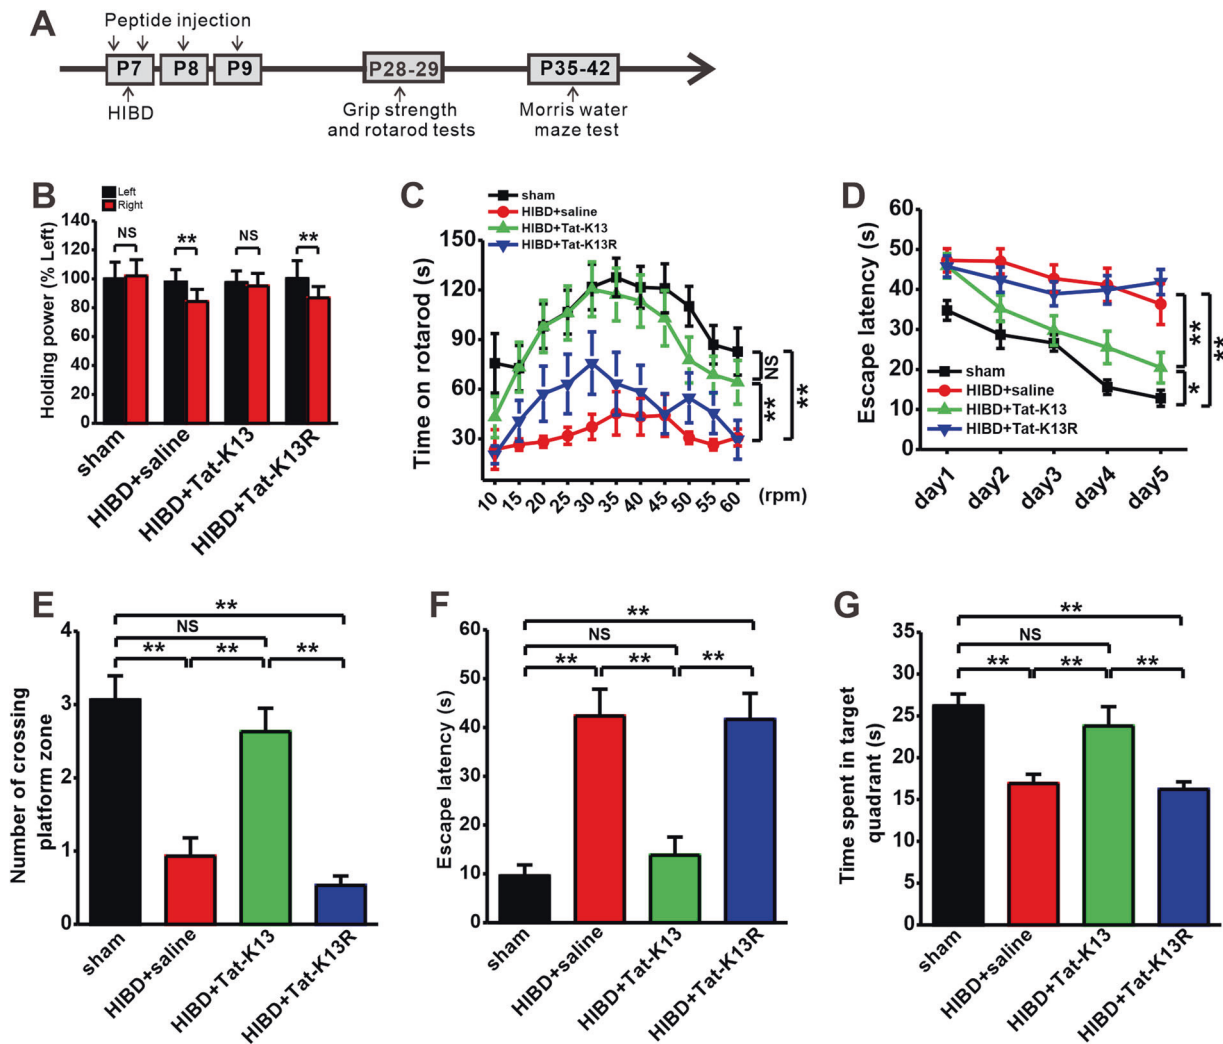 A
Peptide injection
P7
P8
P9
P28-29
P35-42
HIBD
Grip strength
and rotarod tests
Morris water
maze test
B
Left
Right
Holding power (% Left)
140
120
100
80
60
40
20
0
NS
**
NS
**
sham
HIBD+saline
HIBD+Tat-K13
HIBD+Tat-K13R
C
sham
HIBD+saline
HIBD+Tat-K13
HIBD+Tat-K13R
Time on rotarod (s)
150
120
90
60
30
NS
**
**
10
15
20
25
30
35
40
45
50
55
60
(rpm)
D
Escape latency (s)
60
50
40
30
20
10
0
sham
HIBD+saline
HIBD+Tat-K13
HIBD+Tat-K13R
**
*
**
day1
day2
day3
day4
day5
E
Number of crossing
platform zone
4
3
2
1
0
**
NS
**
**
**
sham
HIBD+saline
HIBD+Tat-K13
HIBD+Tat-K13R
F
Escape latency (s)
60
50
40
30
20
10
0
**
NS
**
**
**
sham
HIBD+saline
HIBD+Tat-K13
HIBD+Tat-K13R
G
Time spent in target
quadrant (s)
35
30
25
20
15
10
5
0
**
NS
**
**
**
sham
HIBD+saline
HIBD+Tat-K13
HIBD+Tat-K13R